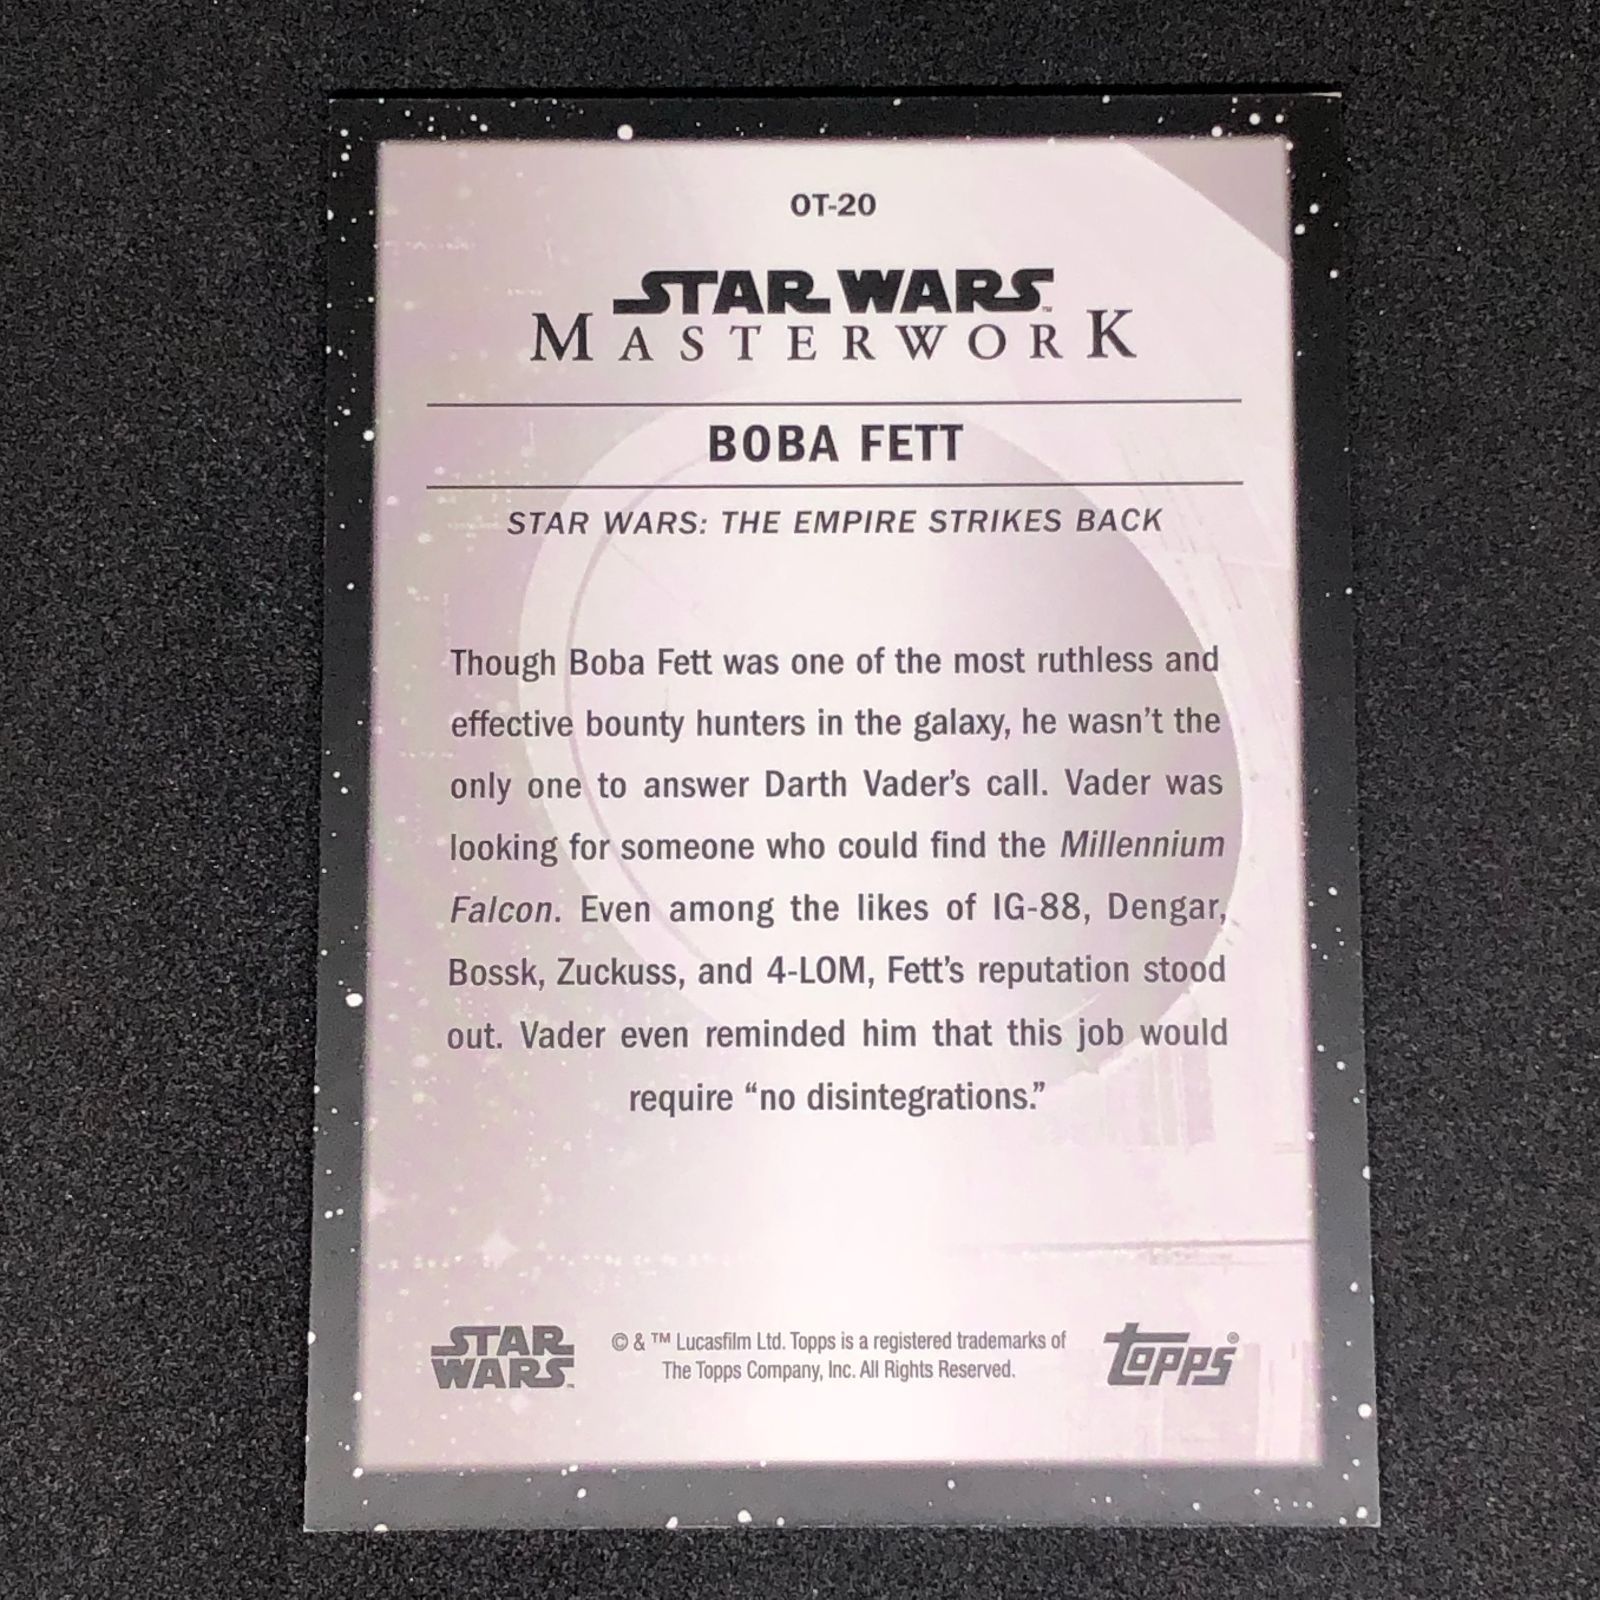 OT-20
STAR WARS™
MASTERWORK
BOBA FETT
STAR WARS: THE EMPIRE STRIKES BACK
Though Boba Fett was one of the most ruthless and
effective bounty hunters in the galaxy, he wasn’t the
only one to answer Darth Vader’s call. Vader was
looking for someone who could find the Millennium
Falcon. Even among the likes of IG-88, Dengar,
Bossk, Zuckuss, and 4-LOM, Fett’s reputation stood
out. Vader even reminded him that this job would
require “no disintegrations.”
STAR
WARS™
© & ™ Lucasfilm Ltd. Topps is a registered trademarks of
The Topps Company, Inc. All Rights Reserved.
topps®